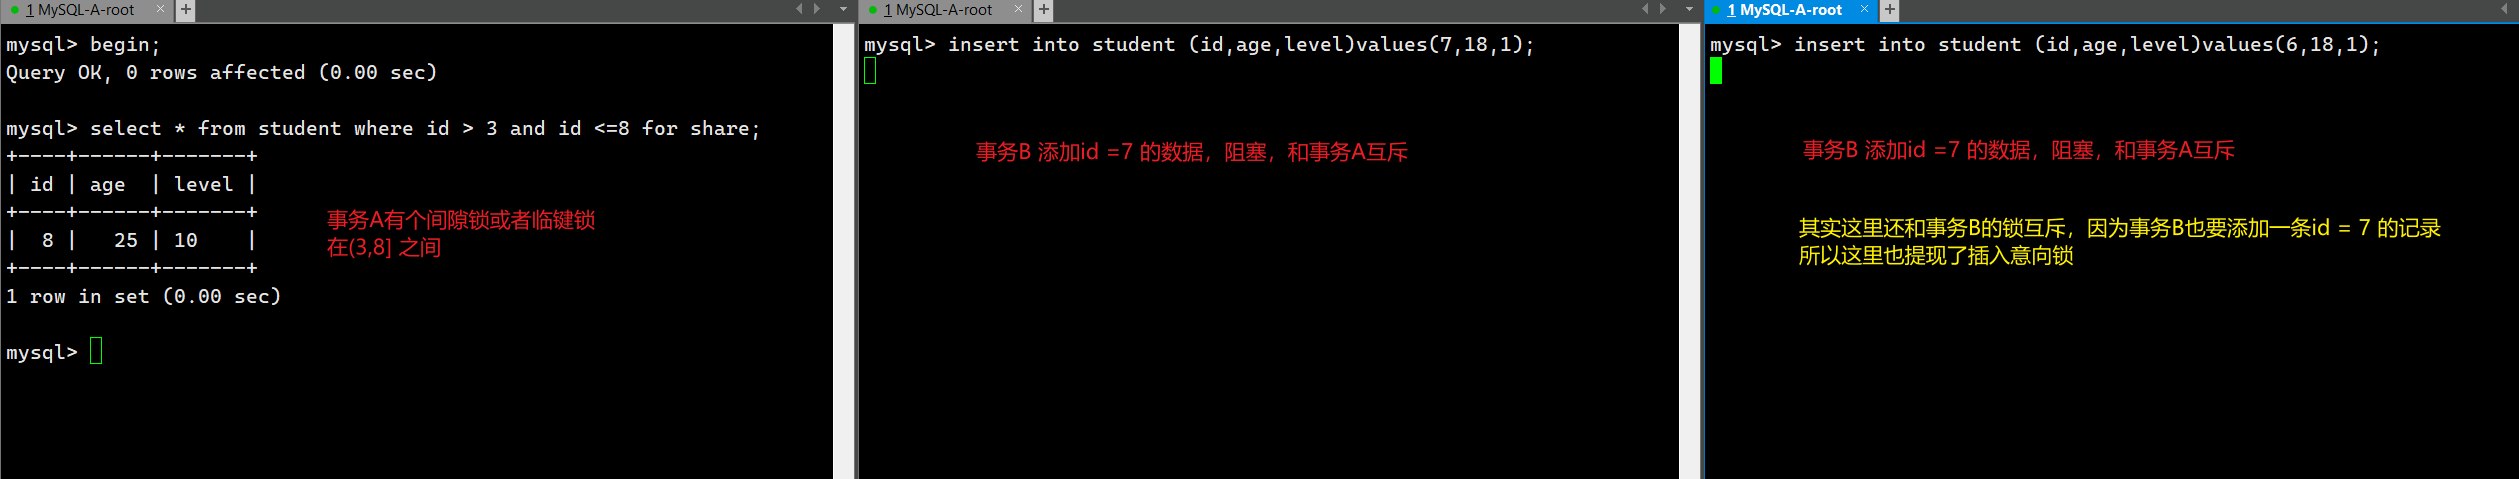 1 MySQL-A-root × +
mysql> begin;
Query OK, 0 rows affected (0.00 sec)
mysql> select * from student where id > 3 and id <=8 for share;
+----+------+-------+
| id | age  | level |
+----+------+-------+
|  8 |   25 | 10    |
+----+------+-------+
1 row in set (0.00 sec)
mysql>
事务A有个间隙锁或者临键锁
在(3,8] 之间
1 MySQL-A-root × +
mysql> insert into student (id,age,level)values(7,18,1);
事务B 添加id =7 的数据，阻塞，和事务A互斥
1 MySQL-A-root × +
mysql> insert into student (id,age,level)values(6,18,1);
事务B 添加id =7 的数据，阻塞，和事务A互斥
其实这里还和事务B的锁互斥，因为事务B也要添加一条id = 7 的记录
所以这里也提现了插入意向锁